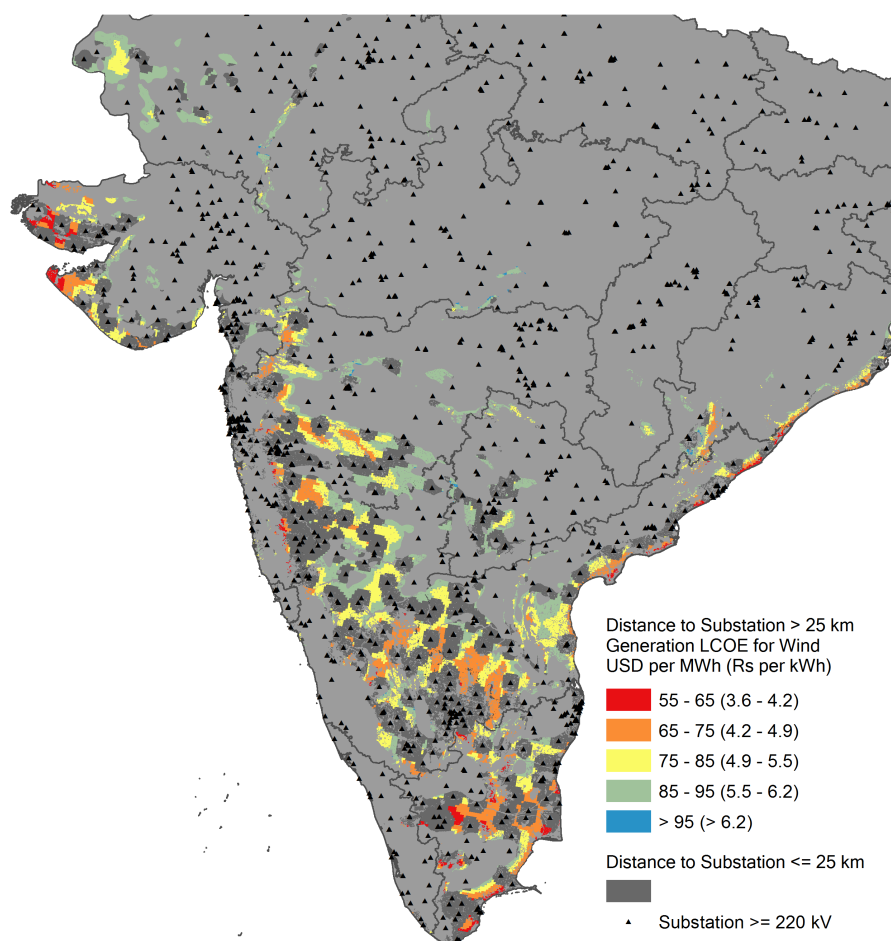 Distance to Substation > 25 km
Generation LCOE for Wind
USD per MWh (Rs per kWh)
55 - 65 (3.6 - 4.2)
65 - 75 (4.2 - 4.9)
75 - 85 (4.9 - 5.5)
85 - 95 (5.5 - 6.2)
> 95 (> 6.2)
Distance to Substation <= 25 km
Substation >= 220 kV